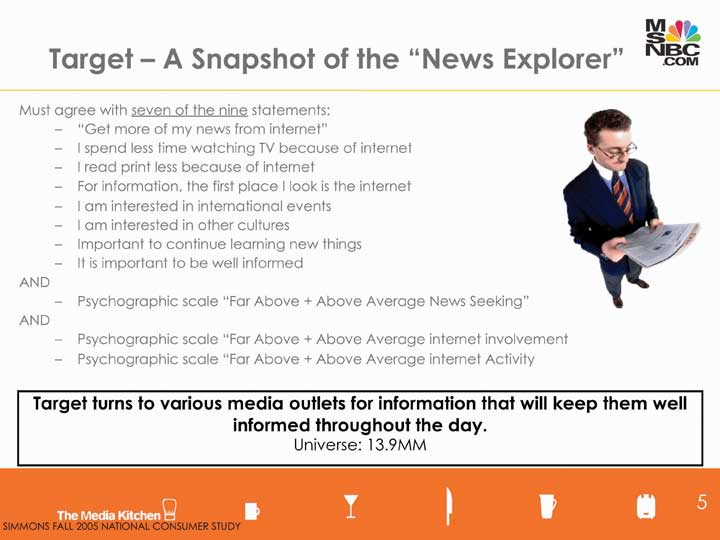 MSNBC.COM
Target – A Snapshot of the “News Explorer”
Must agree with seven of the nine statements:
– “Get more of my news from internet”
– I spend less time watching TV because of internet
– I read print less because of internet
– For information, the first place I look is the internet
– I am interested in international events
– I am interested in other cultures
– Important to continue learning new things
– It is important to be well informed
AND
– Psychographic scale “Far Above + Above Average News Seeking”
AND
– Psychographic scale “Far Above + Above Average internet involvement
– Psychographic scale “Far Above + Above Average internet Activity
Target turns to various media outlets for information that will keep them well
informed throughout the day.
Universe: 13.9MM
5
The Media Kitchen
SIMMONS FALL 2005 NATIONAL CONSUMER STUDY